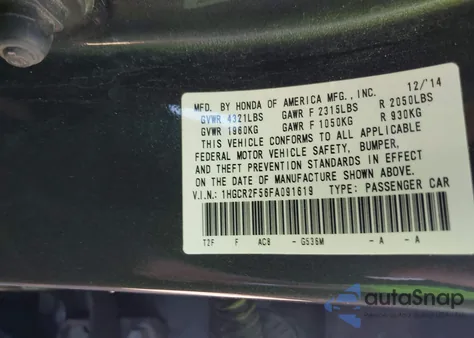 MFD. BY HONDA OF AMERICA MFG., INC. 12/'14
GVWR 4321LBS GAWR F 2315LBS R 2050LBS
GVWR 1960KG GAWR F 1050KG R 930KG
THIS VEHICLE CONFORMS TO ALL APPLICABLE
FEDERAL MOTOR VEHICLE SAFETY, BUMPER,
AND THEFT PREVENTION STANDARDS IN EFFECT
ON THE DATE OF MANUFACTURE SHOWN ABOVE.
V.I.N.: 1HGCR2F56FA091619 TYPE: PASSENGER CAR
T2F F AC8 - G536M - A - A
autoSnap